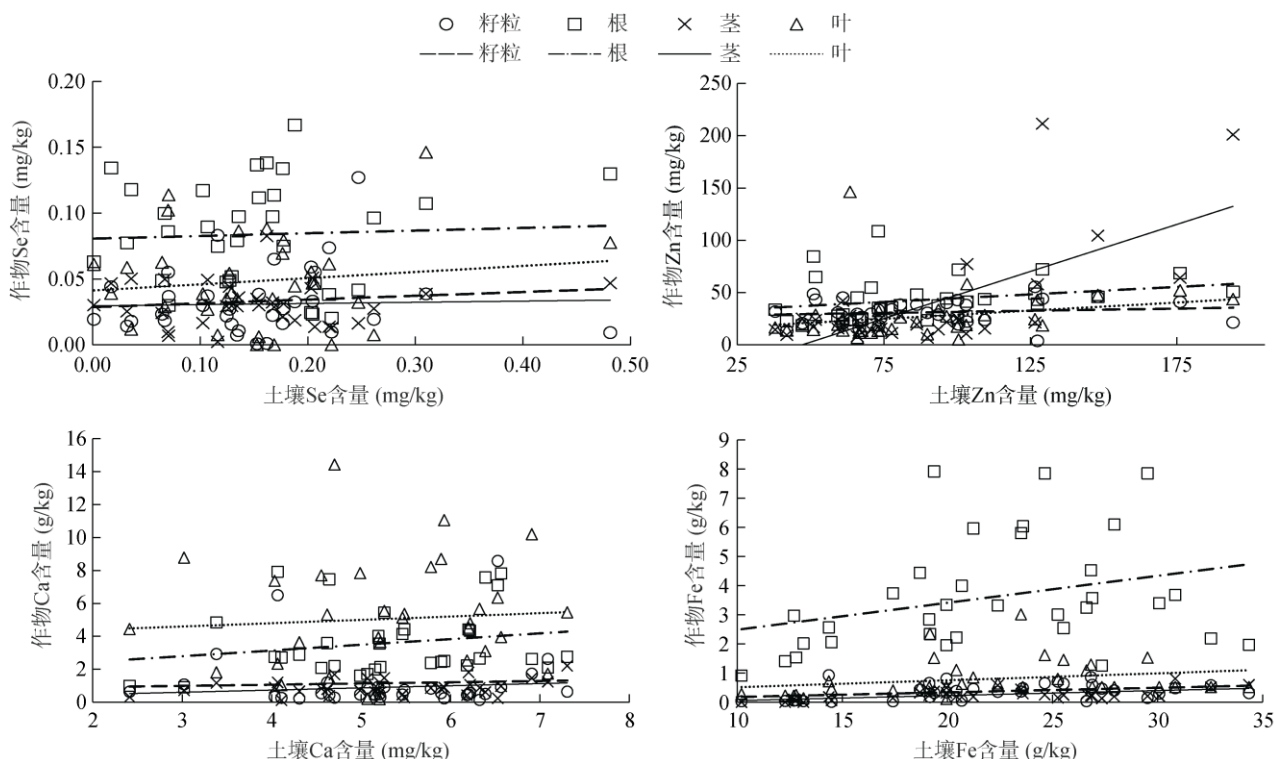 籽粒 根 茎 叶
籽粒 根 茎 叶
作物Se含量 (mg/kg)
0.20
0.15
0.10
0.05
0.00
0.00 0.10 0.20 0.30 0.40 0.50
土壤Se含量 (mg/kg)
作物Zn含量 (mg/kg)
250
200
150
100
50
0
25 75 125 175
土壤Zn含量 (mg/kg)
作物Ca含量 (g/kg)
16
14
12
10
8
6
4
2
0
2 3 4 5 6 7 8
土壤Ca含量 (mg/kg)
作物Fe含量 (g/kg)
9
8
7
6
5
4
3
2
1
0
10 15 20 25 30 35
土壤Fe含量 (g/kg)